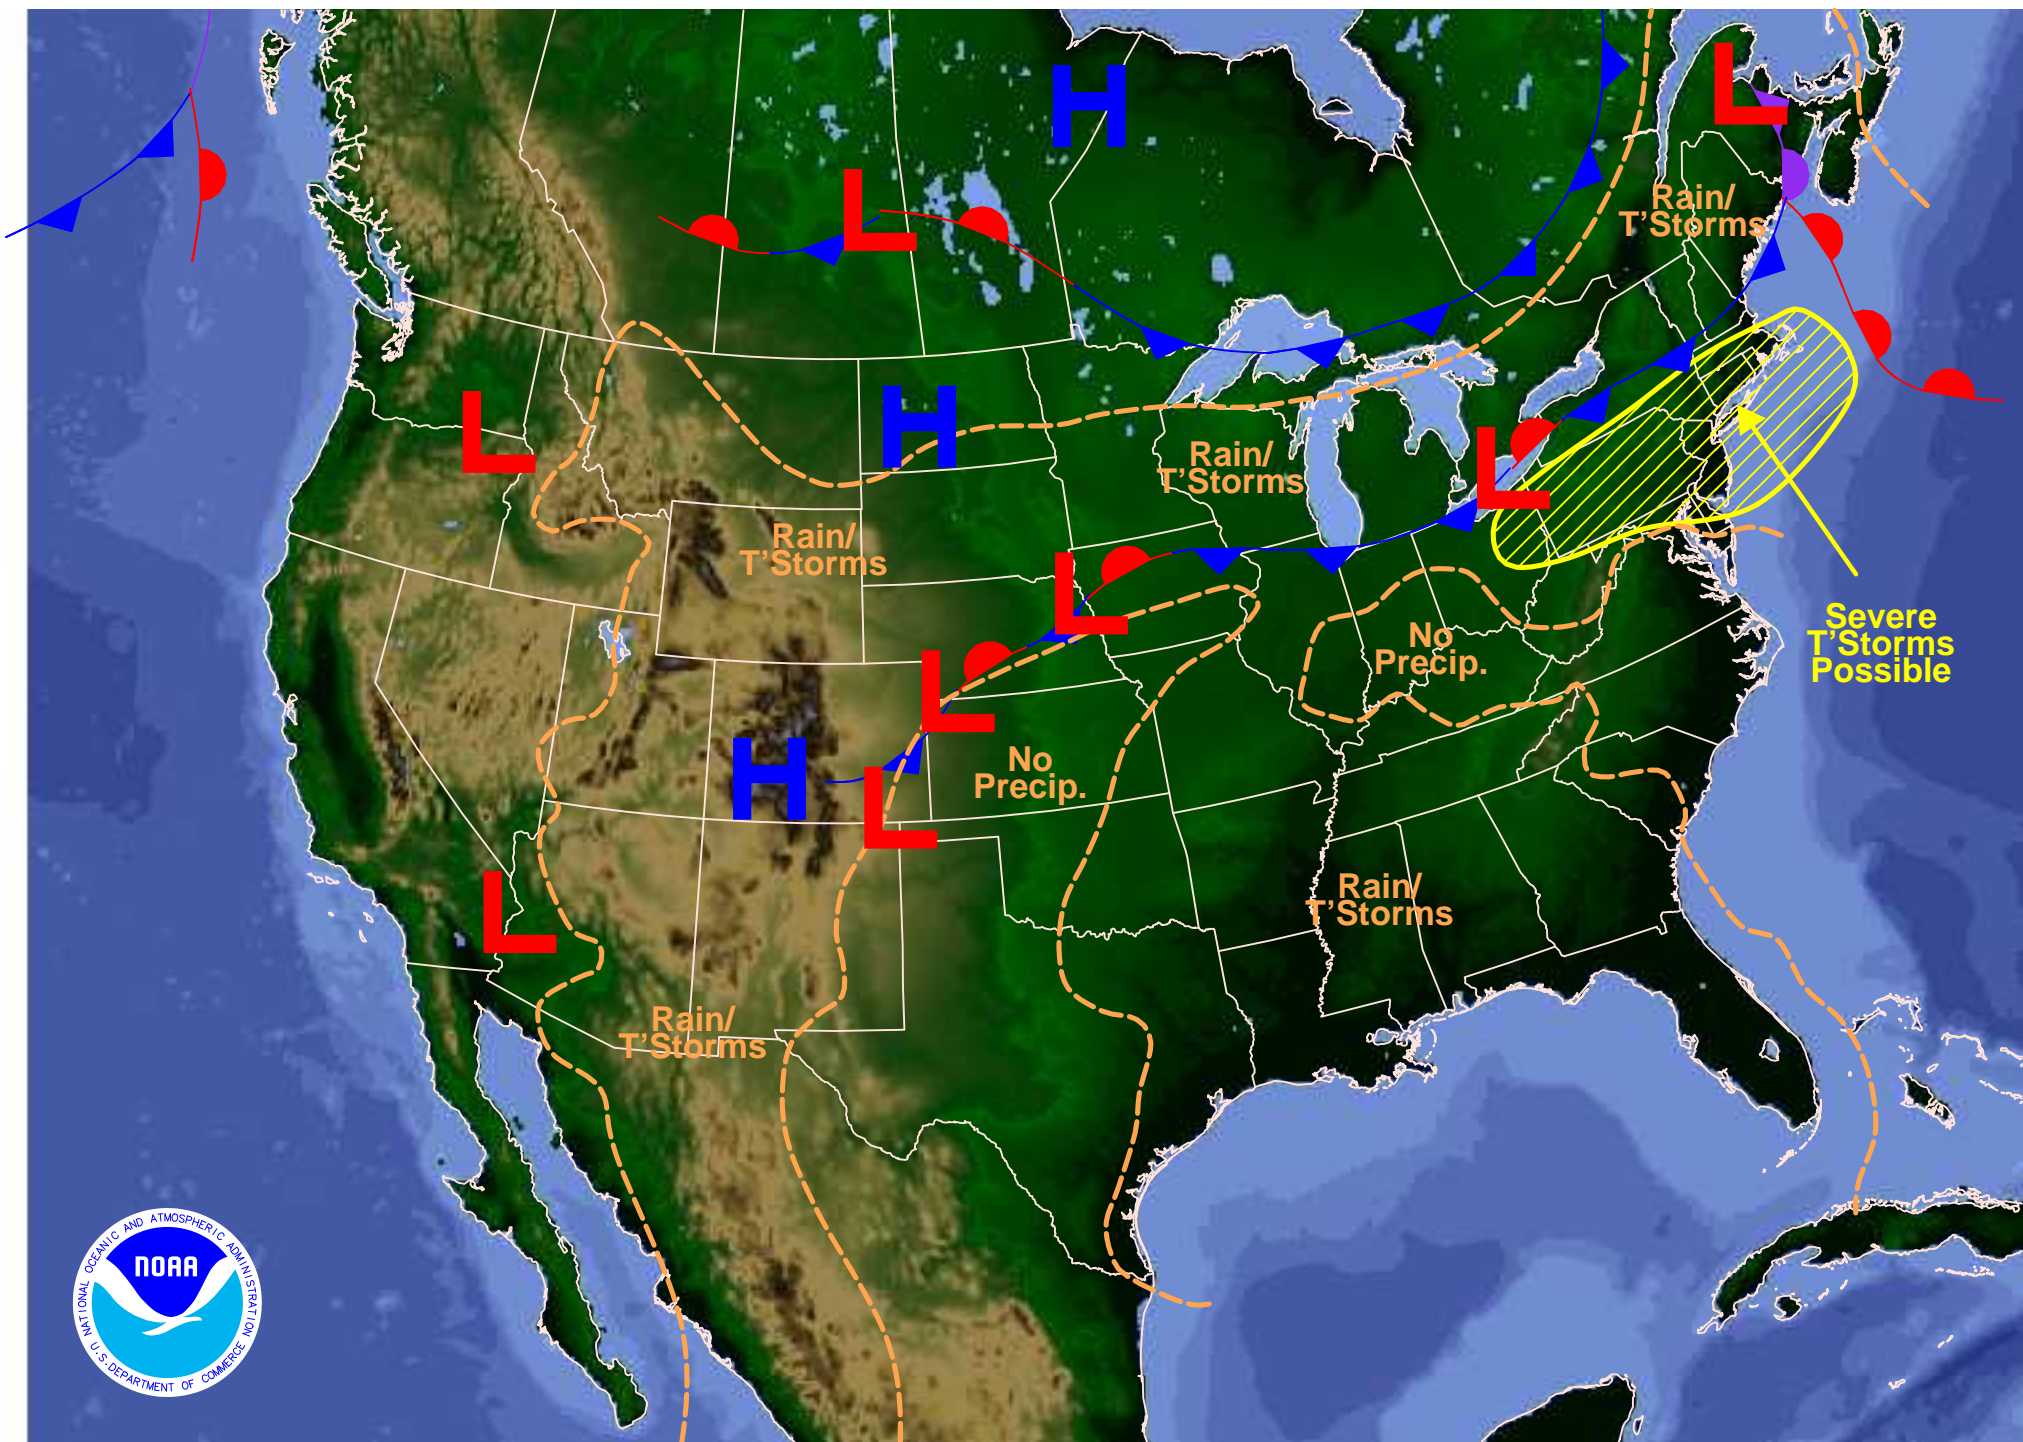 H
L
L
Rain/
T'Storms
H
L
L
Rain/
T'Storms
L
Rain/
T'Storms
L
Severe
T'Storms
Possible
No
Precip.
L
H
No
Precip.
L
L
Rain/
T'Storms
Rain/
T'Storms
NATIONAL OCEANIC AND ATMOSPHERIC ADMINISTRATION
NOAA
U.S. DEPARTMENT OF COMMERCE